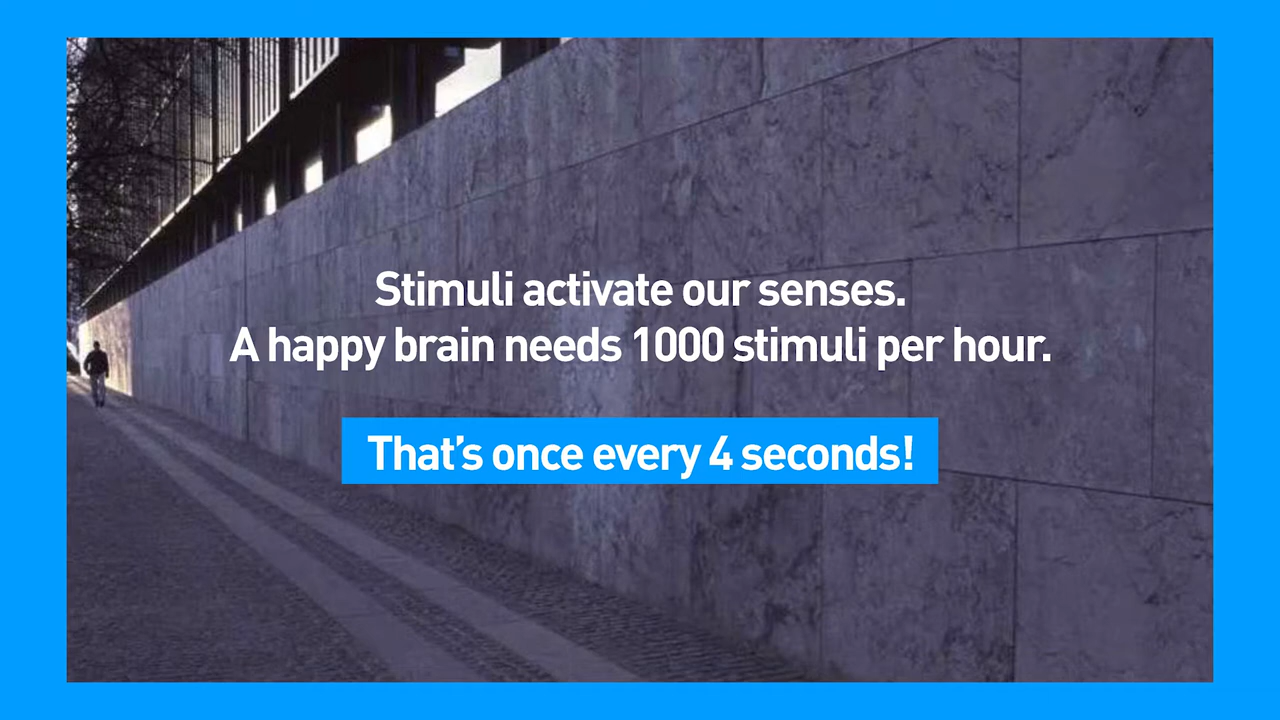 Stimuli activate our senses.
A happy brain needs 1000 stimuli per hour.
That's once every 4 seconds!